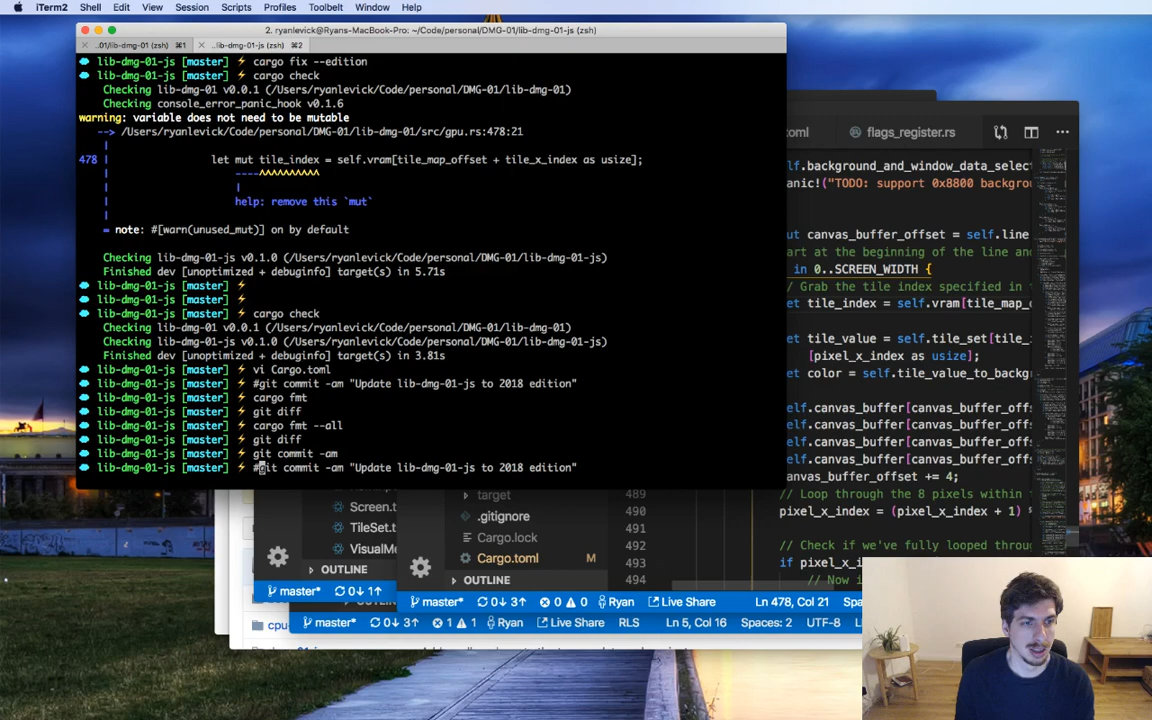 iTerm2 Shell Edit View Session Scripts Profiles Toolbelt Window Help
2. ryanlevick@Ryans-MacBook-Pro: ~/Code/personal/DMG-01/lib-dmg-01-js (zsh)
..01/lib-dmg-01 (zsh) ⌘1 ..lib-dmg-01-js (zsh) ⌘2
lib-dmg-01-js [master] ⚡ cargo fix --edition
lib-dmg-01-js [master] ⚡ cargo check
Checking lib-dmg-01 v0.0.1 (/Users/ryanlevick/Code/personal/DMG-01/lib-dmg-01)
Checking console_error_panic_hook v0.1.6
warning: variable does not need to be mutable
--> /Users/ryanlevick/Code/personal/DMG-01/lib-dmg-01/src/gpu.rs:478:21
|
478 | let mut tile_index = self.vram[tile_map_offset + tile_x_index as usize];
| ----^^^^^^^^^^
| |
| help: remove this `mut`
|
= note: #[warn(unused_mut)] on by default
Checking lib-dmg-01-js v0.1.0 (/Users/ryanlevick/Code/personal/DMG-01/lib-dmg-01-js)
Finished dev [unoptimized + debuginfo] target(s) in 5.71s
lib-dmg-01-js [master] ⚡
lib-dmg-01-js [master] ⚡
lib-dmg-01-js [master] ⚡ cargo check
Checking lib-dmg-01 v0.0.1 (/Users/ryanlevick/Code/personal/DMG-01/lib-dmg-01)
Checking lib-dmg-01-js v0.1.0 (/Users/ryanlevick/Code/personal/DMG-01/lib-dmg-01-js)
Finished dev [unoptimized + debuginfo] target(s) in 3.81s
lib-dmg-01-js [master] ⚡ vi Cargo.toml
lib-dmg-01-js [master] ⚡ #git commit -am "Update lib-dmg-01-js to 2018 edition"
lib-dmg-01-js [master] ⚡ cargo fmt
lib-dmg-01-js [master] ⚡ git diff
lib-dmg-01-js [master] ⚡ cargo fmt --all
lib-dmg-01-js [master] ⚡ git diff
lib-dmg-01-js [master] ⚡ git commit -am
lib-dmg-01-js [master] ⚡ #git commit -am "Update lib-dmg-01-js to 2018 edition"
oml flags_register.rs
elf.background_and_window_data_selec
anic!("TODO: support 0x8800 backgrou
ut canvas_buffer_offset = self.line
art at the beginning of the line and
in 0..SCREEN_WIDTH {
/ Grab the tile index specified in t
et tile_index = self.vram[tile_map_o
et tile_value = self.tile_set[tile_i
[pixel_x_index as usize];
et color = self.tile_value_to_backg
elf.canvas_buffer[canvas_buffer_offs
elf.canvas_buffer[canvas_buffer_offs
elf.canvas_buffer[canvas_buffer_offs
elf.canvas_buffer[canvas_buffer_offs
anvas_buffer_offset += 4;
489 // Loop through the 8 pixels within
490 pixel_x_index = (pixel_x_index + 1)
491
492 // Check if we've fully looped throu
493 if pixel_x_in
494 // Now i
Screen.t
TileSet.t
VisualMe
OUTLINE
target
.gitignore
Cargo.lock
Cargo.toml M
OUTLINE
master* 0↓ 1↑
master* 0↓ 3↑ 0 0 Ryan Live Share Ln 478, Col 21 Spa
cpu-
master* 0↓ 3↑ 1 1 Ryan Live Share RLS Ln 5, Col 16 Spaces: 2 UTF-8